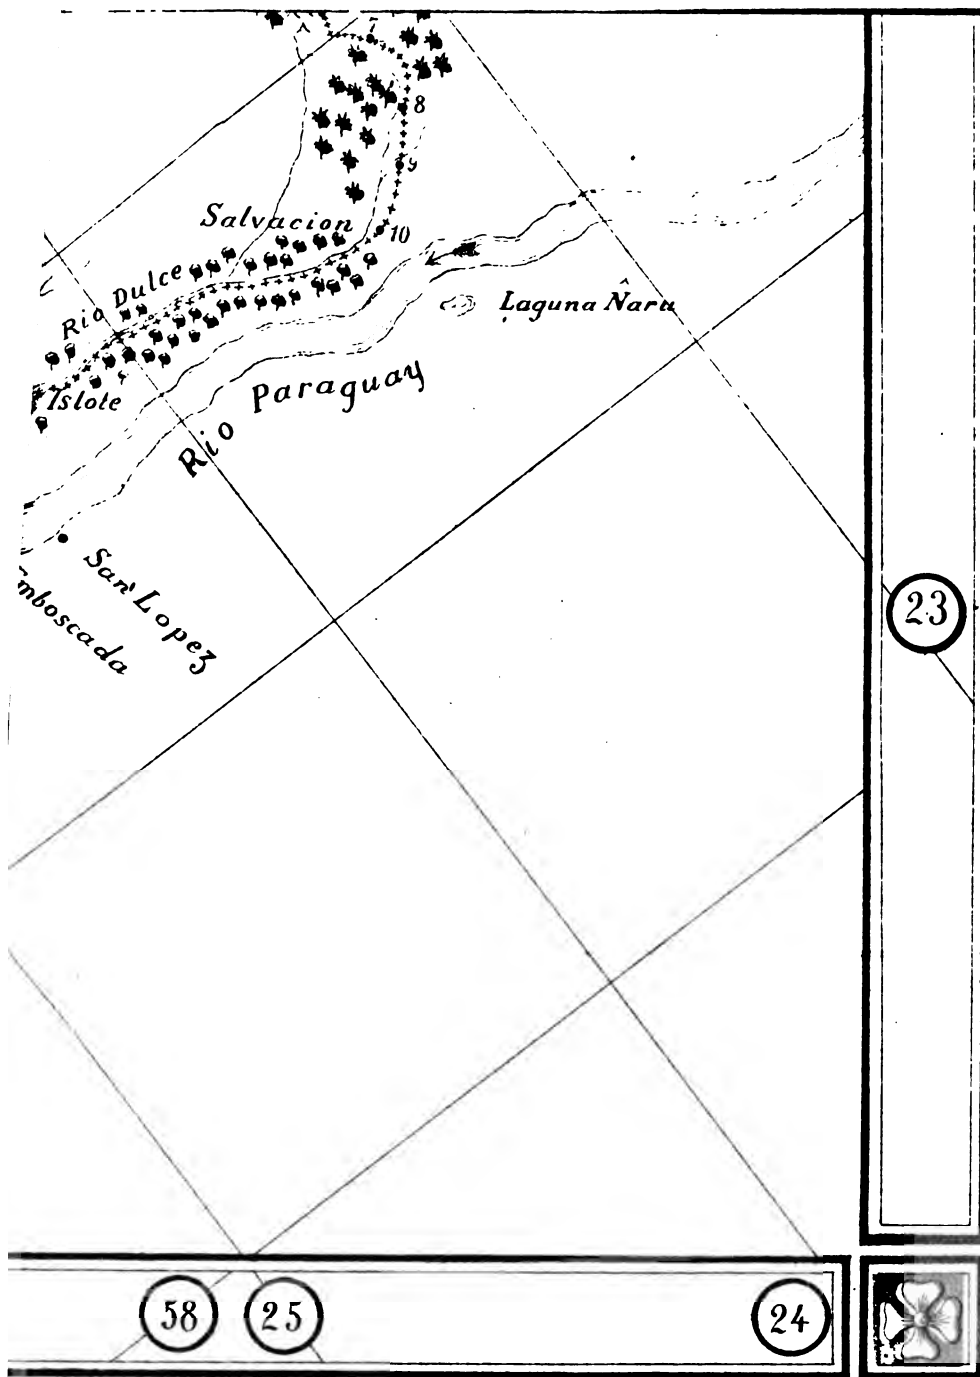 7
8
9
10
Salvacion
Rio Dulce
Laguna Ñaru
Islote
Rio Paraguay
San Lopez
mboscada
23
58
25
24